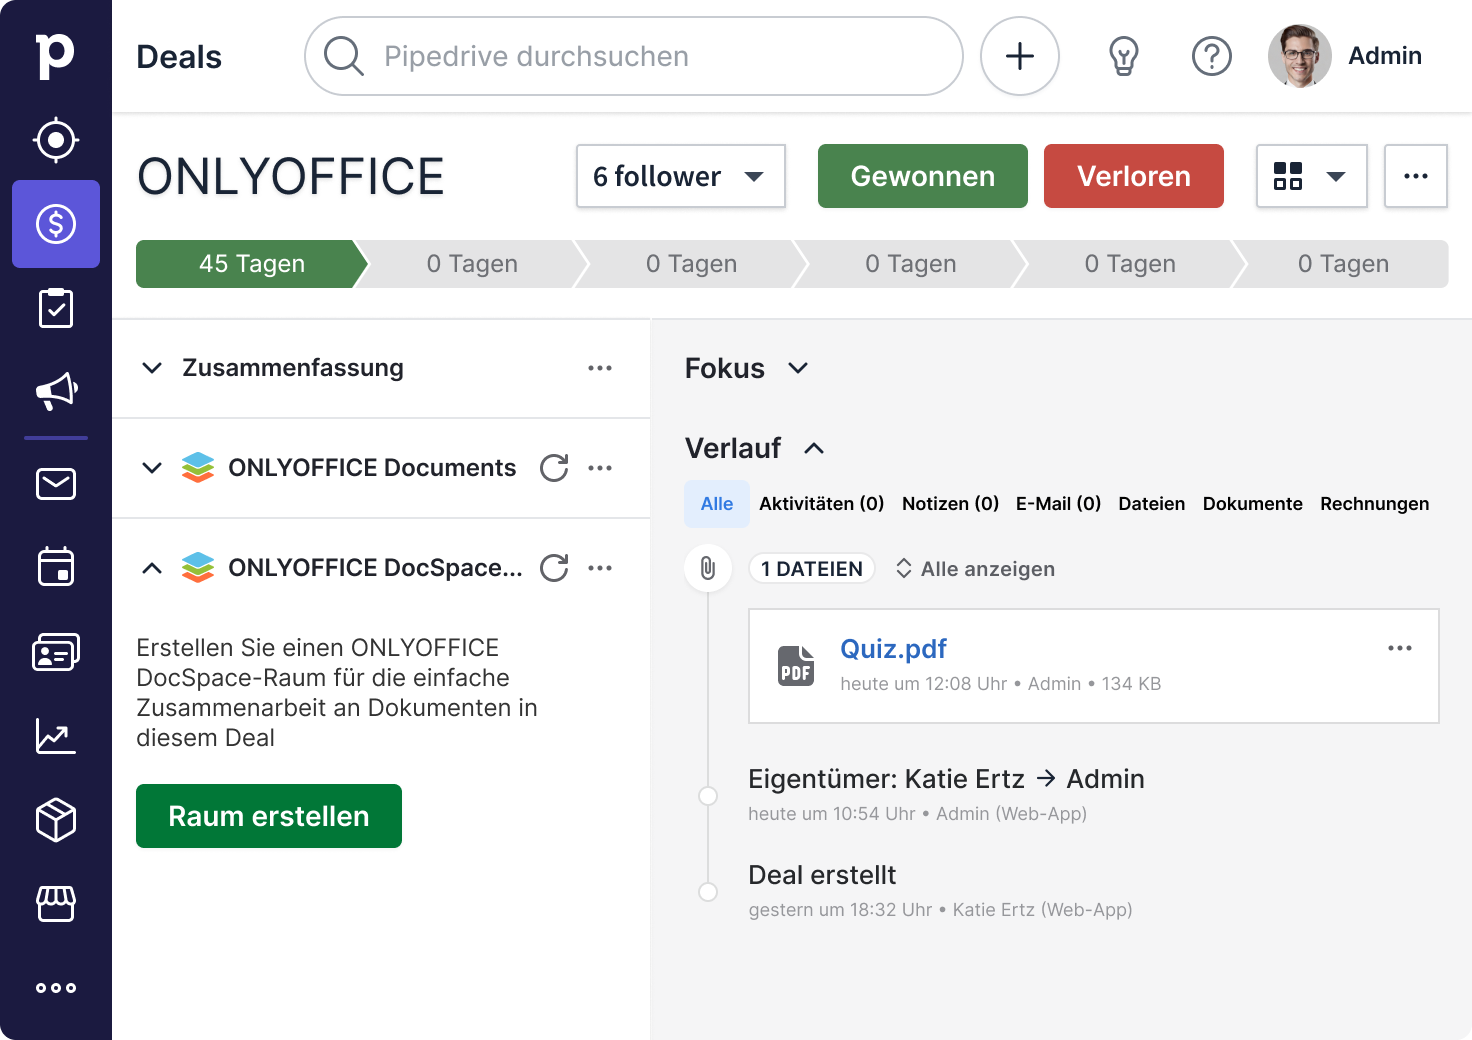 p
Deals
Pipedrive durchsuchen
Admin
ONLYOFFICE
6 follower
Gewonnen
Verloren
45 Tagen
0 Tagen
0 Tagen
0 Tagen
0 Tagen
0 Tagen
Zusammenfassung
ONLYOFFICE Documents
ONLYOFFICE DocSpace...
Erstellen Sie einen ONLYOFFICE
DocSpace-Raum für die einfache
Zusammenarbeit an Dokumenten in
diesem Deal
Raum erstellen
Fokus
Verlauf
Alle Aktivitäten (0) Notizen (0) E-Mail (0) Dateien Dokumente Rechnungen
1 DATEIEN Alle anzeigen
PDF
Quiz.pdf
heute um 12:08 Uhr • Admin • 134 KB
Eigentümer: Katie Ertz → Admin
heute um 10:54 Uhr • Admin (Web-App)
Deal erstellt
gestern um 18:32 Uhr • Katie Ertz (Web-App)